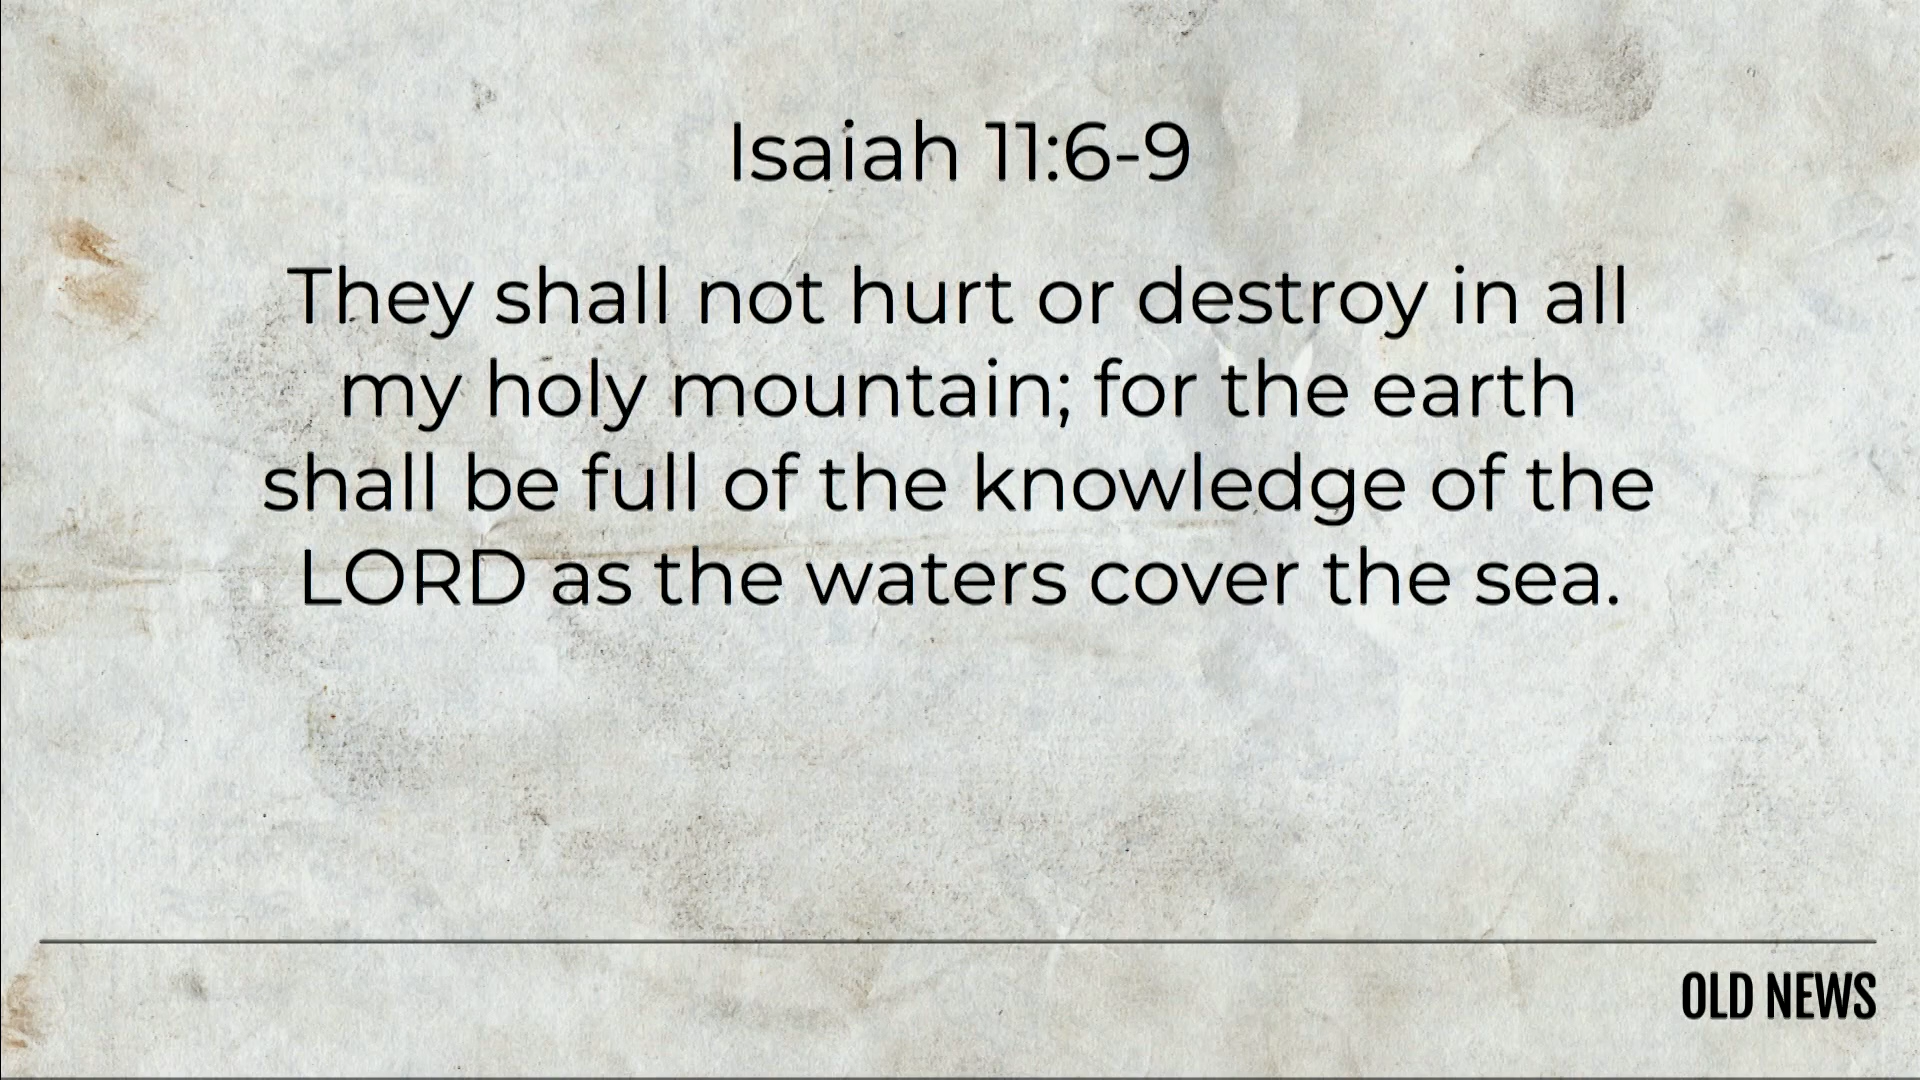 Isaiah 11:6-9
They shall not hurt or destroy in all
my holy mountain; for the earth
shall be full of the knowledge of the
LORD as the waters cover the sea.
OLD NEWS